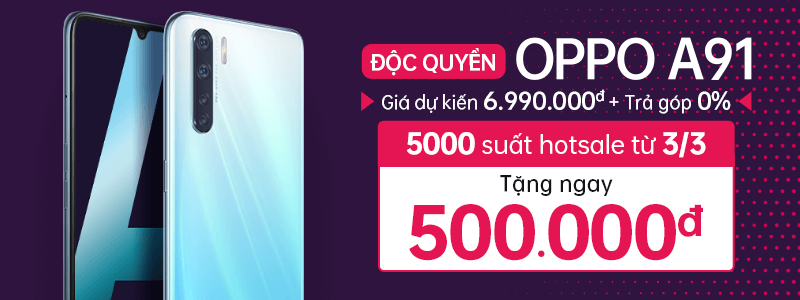 ĐỘC QUYỀN OPPO A91
Giá dự kiến 6.990.000đ + Trả góp 0%
5000 suất hotsale từ 3/3
Tặng ngay
500.000đ